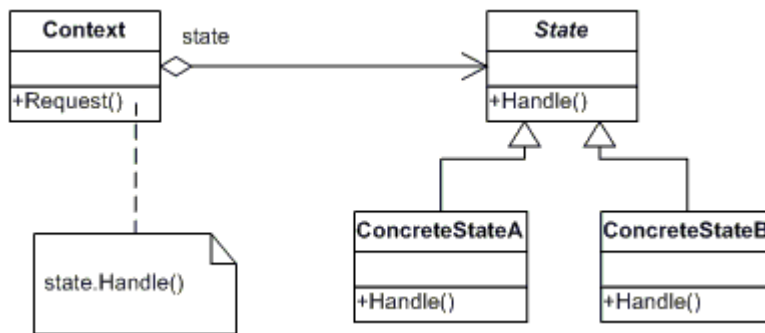 Context
state
State
+Request()
+Handle()
state.Handle()
ConcreteStateA
ConcreteStateB
+Handle()
+Handle()